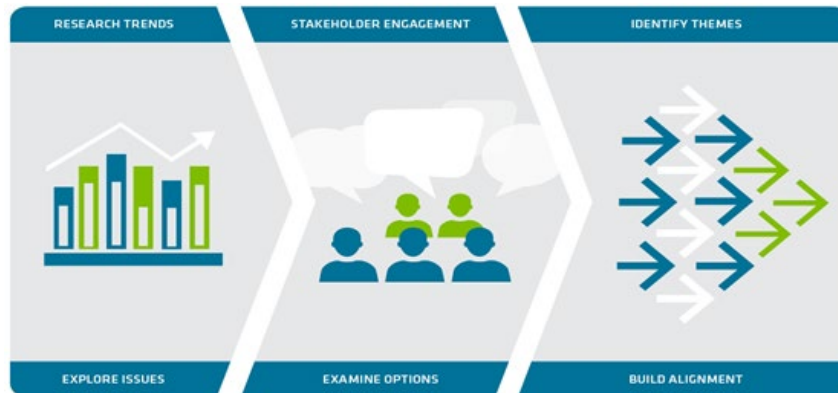 RESEARCH TRENDS
STAKEHOLDER ENGAGEMENT
IDENTIFY THEMES
EXPLORE ISSUES
EXAMINE OPTIONS
BUILD ALIGNMENT